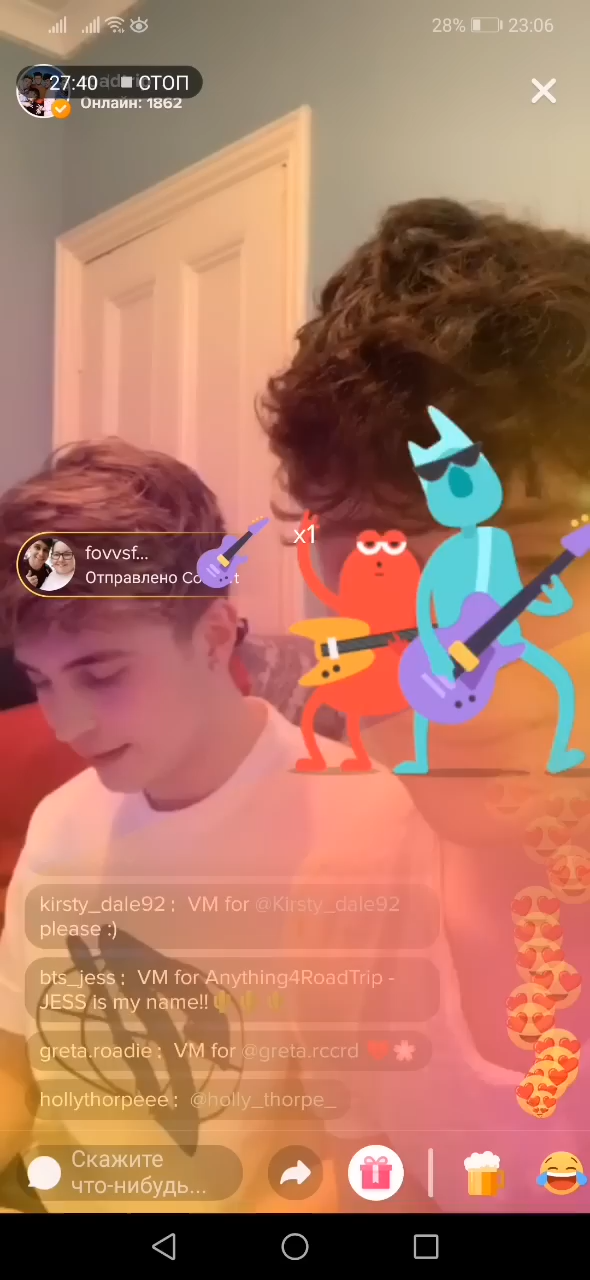 28% 23:06
27:40 СТОП
Онлайн: 1862
x1
fovvsf...
Отправлено
kirsty_dale92 : VM for @Kirsty_dale92
please :)
bts_jess : VM for Anything4RoadTrip -
JESS is my name!!
greta.roadie : VM for @greta.rccrd
hollythorpeee : @holly_thorpe_
Скажите
что-нибудь...